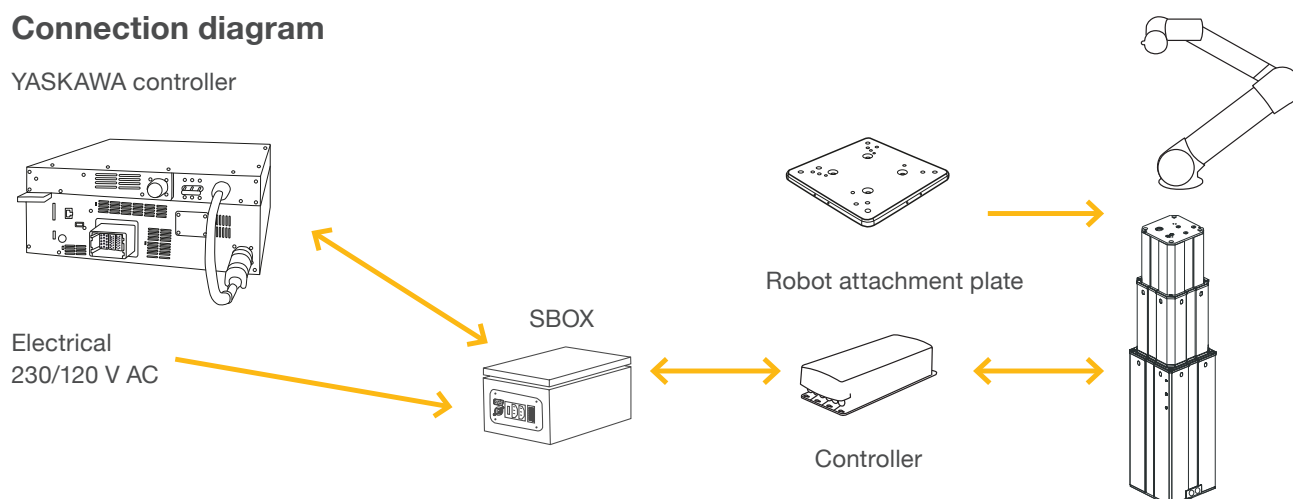 Connection diagram
YASKAWA controller
Robot attachment plate
SBOX
Electrical
230/120 V AC
Controller